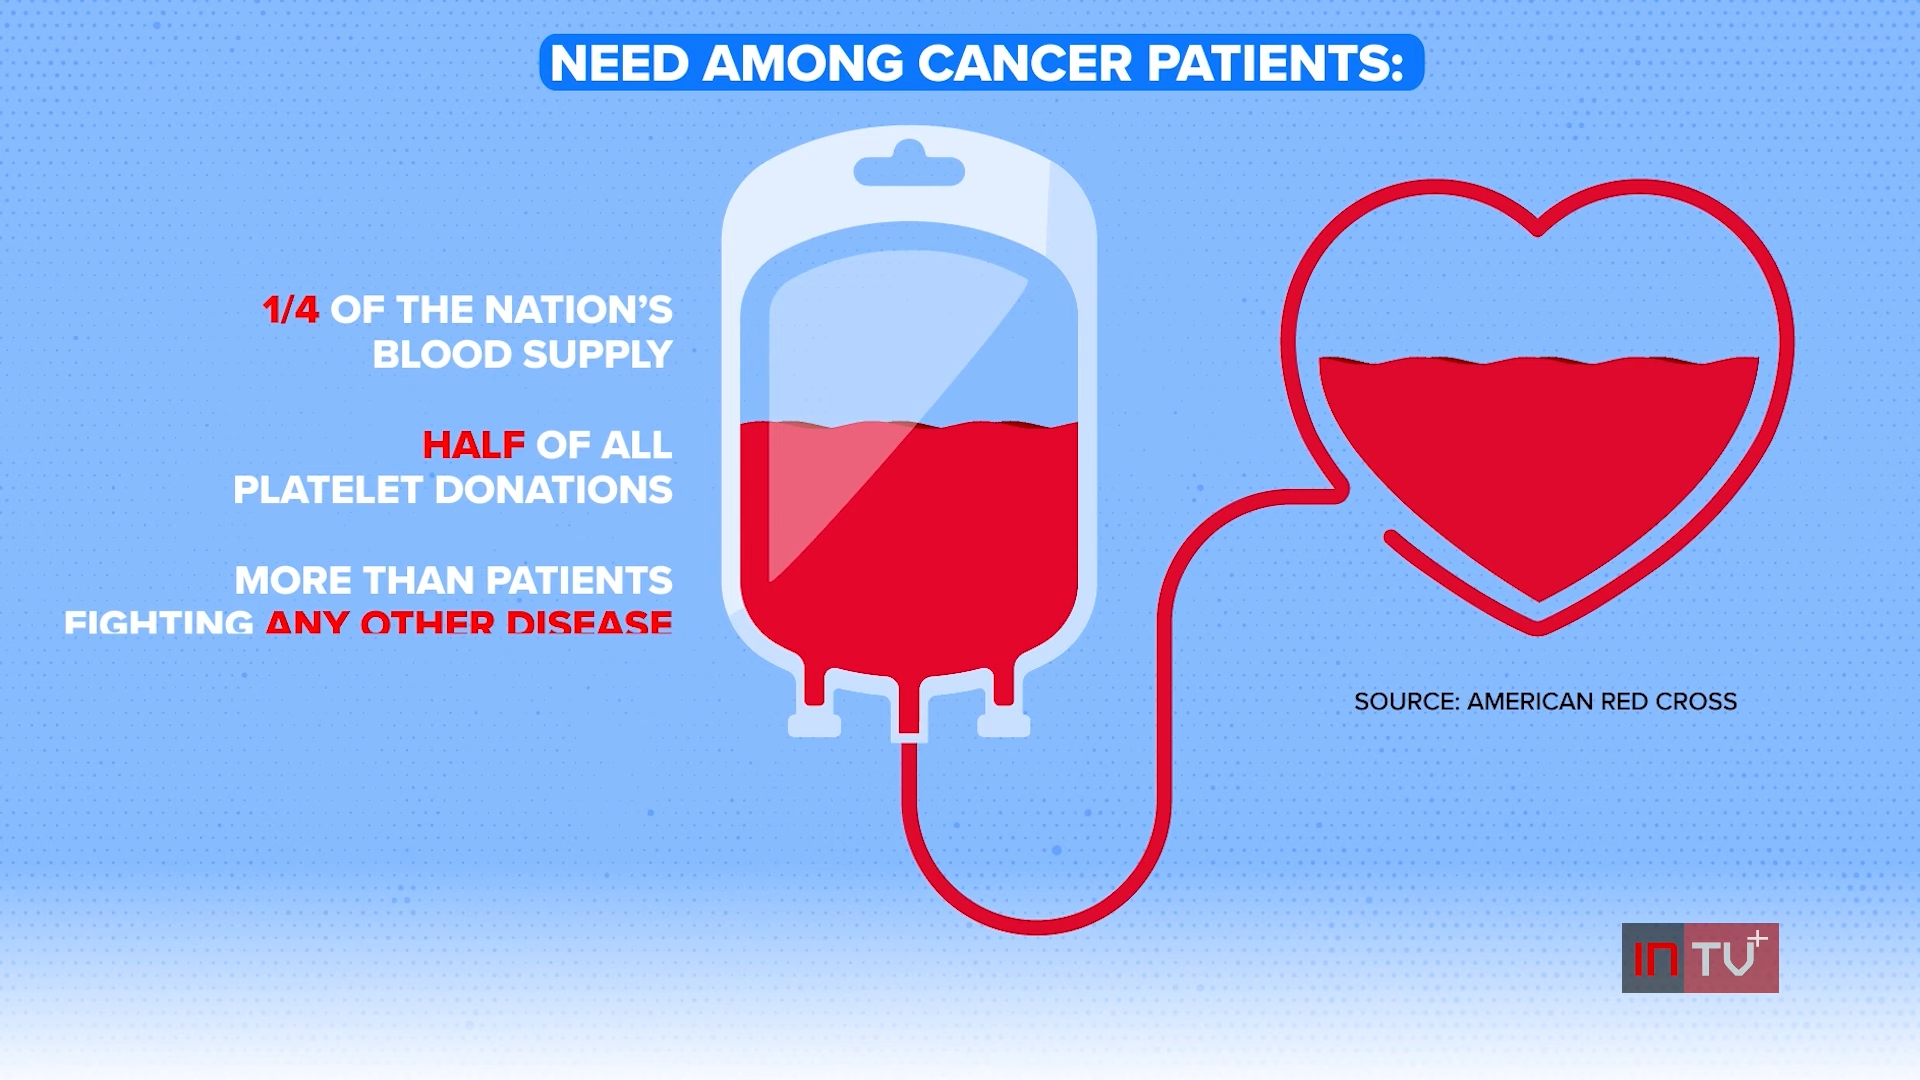 NEED AMONG CANCER PATIENTS:
1/4 OF THE NATION’S
BLOOD SUPPLY
HALF OF ALL
PLATELET DONATIONS
MORE THAN PATIENTS
FIGHTING ANY OTHER DISEASE
SOURCE: AMERICAN RED CROSS
IN TV+